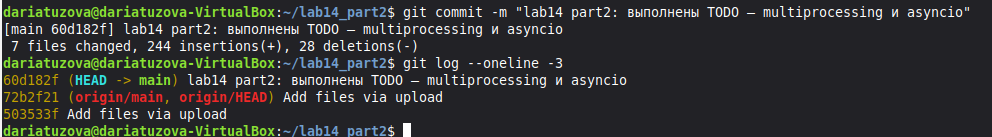 dariatuzova@dariatuzova-VirtualBox:~/lab14_part2$ git commit -m "lab14 part2: выполнены TODO — multiprocessing и asyncio"
[main 60d182f] lab14 part2: выполнены TODO — multiprocessing и asyncio
 7 files changed, 244 insertions(+), 28 deletions(-)
dariatuzova@dariatuzova-VirtualBox:~/lab14_part2$ git log --oneline -3
60d182f (HEAD -> main) lab14 part2: выполнены TODO — multiprocessing и asyncio
72b2f21 (origin/main, origin/HEAD) Add files via upload
503533f Add files via upload
dariatuzova@dariatuzova-VirtualBox:~/lab14_part2$